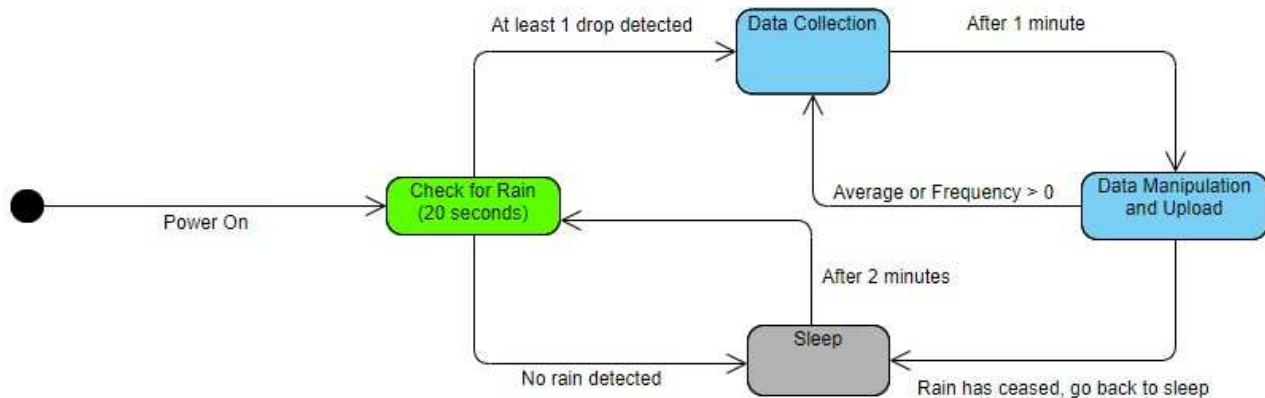 At least 1 drop detected
Data Collection
After 1 minute
Check for Rain
(20 seconds)
Power On
Average or Frequency > 0
Data Manipulation
and Upload
After 2 minutes
Sleep
No rain detected
Rain has ceased, go back to sleep